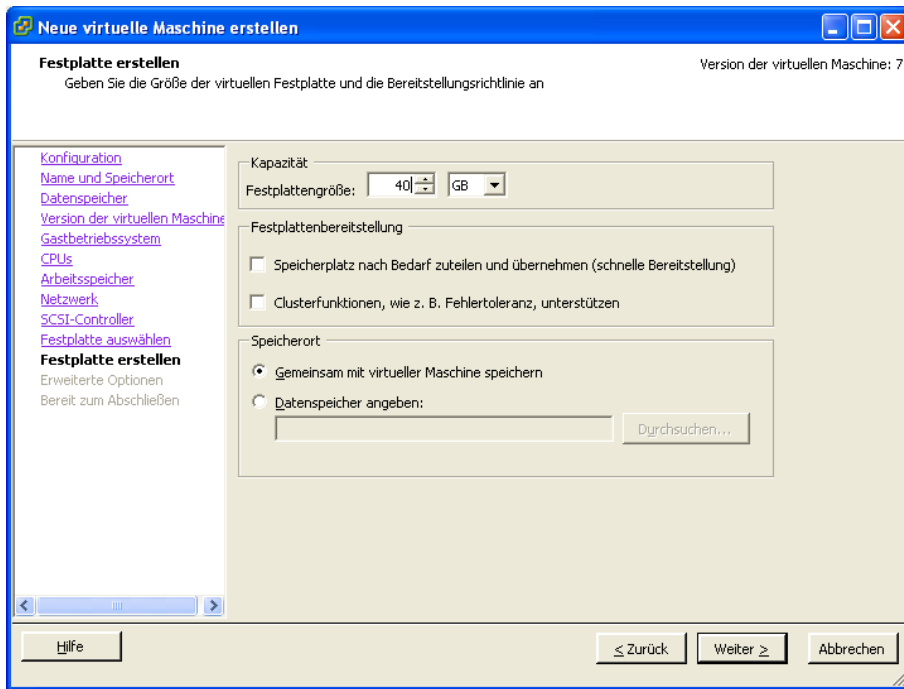 Neue virtuelle Maschine erstellen
Festplatte erstellen
Geben Sie die Größe der virtuellen Festplatte und die Bereitstellungsrichtlinie an
Version der virtuellen Maschine: 7
Konfiguration
Name und Speicherort
Datenspeicher
Version der virtuellen Maschine
Gastbetriebssystem
CPUs
Arbeitsspeicher
Netzwerk
SCSI-Controller
Festplatte auswählen
Festplatte erstellen
Erweiterte Optionen
Bereit zum Abschließen
Kapazität
Festplattengröße: 40 GB
Festplattenbereitstellung
Speicherplatz nach Bedarf zuteilen und übernehmen (schnelle Bereitstellung)
Clusterfunktionen, wie z. B. Fehlertoleranz, unterstützen
Speicherort
Gemeinsam mit virtueller Maschine speichern
Datenspeicher angeben:
Durchsuchen...
Hilfe
< Zurück
Weiter >
Abbrechen